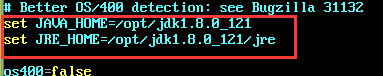 # Better OS/400 detection: see Bugzilla 31132
set JAVA_HOME=/opt/jdk1.8.0_121
set JRE_HOME=/opt/jdk1.8.0_121/jre
os400=false